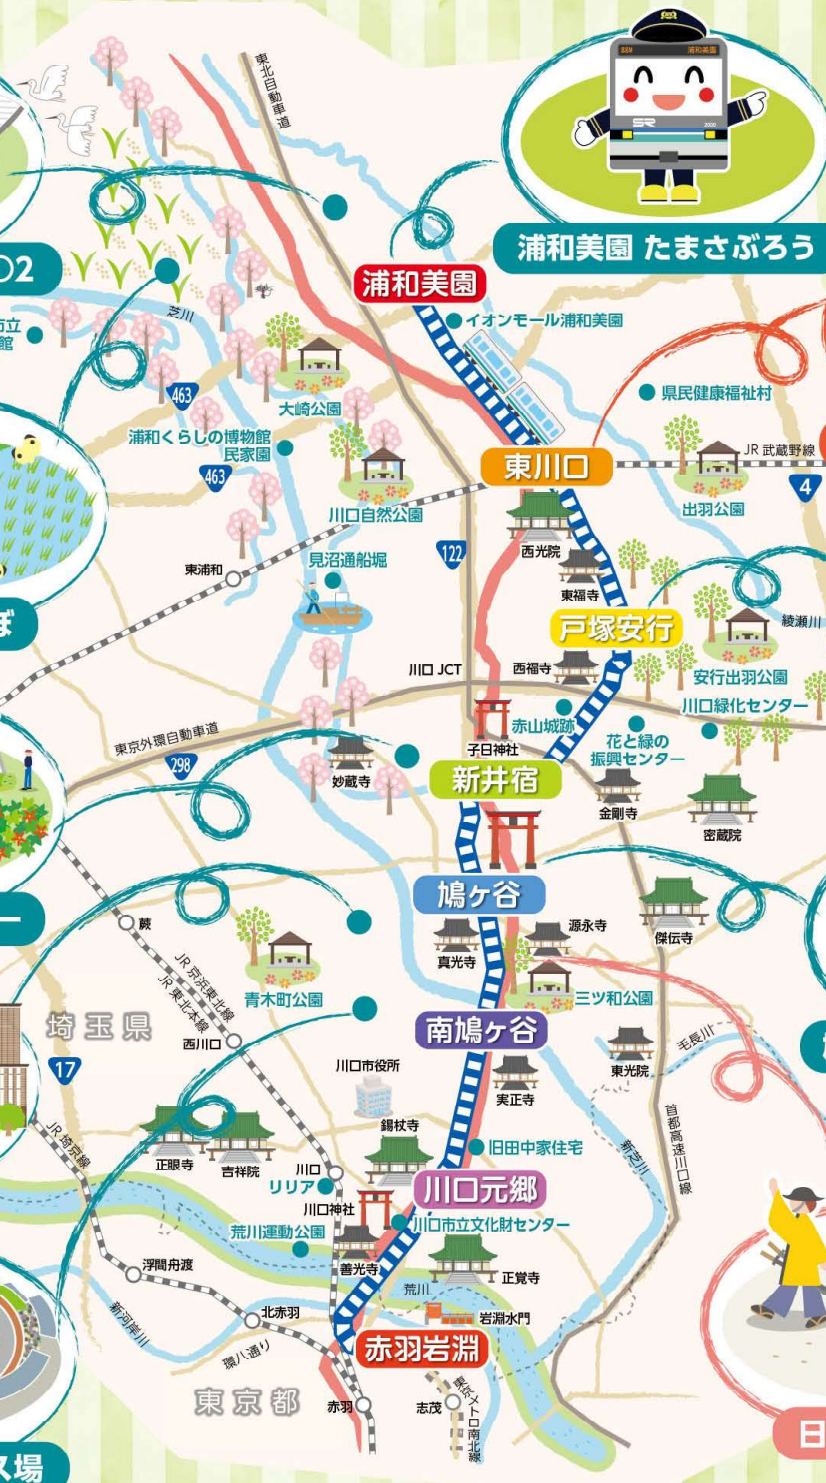 東北自動車道
889
浦和美園
SR
2000
浦和美園 たまさぶろう
浦和美園
イオンモール浦和美園
芝川
463
大崎公園
県民健康福祉村
浦和くらしの博物館
民家園
463
東川口
JR 武蔵野線
4
川口自然公園
出羽公園
122
西光院
見沼通船堀
東浦和
東福寺
戸塚安行
綾瀬川
川口 JCT
西福寺
安行出羽公園
赤山城跡
川口緑化センター
東京外環自動車道
子日神社
花と緑の
振興センター
298
妙蔵寺
新井宿
金剛寺
密蔵院
鳩ヶ谷
蕨
源永寺
傑伝寺
真光寺
JR 京浜東北線
JR 東北本線
青木町公園
三ツ和公園
埼玉県
南鳩ヶ谷
西川口
毛長川
17
川口市役所
東光院
実正寺
首都高速川口線
錫杖寺
JR 埼京線
旧田中家住宅
新芝川
正眼寺
吉祥院
川口
リリア
川口元郷
川口神社
川口市立文化財センター
荒川運動公園
善光寺
正覚寺
浮間舟渡
荒川
新河岸川
北赤羽
岩淵水門
環八通り
赤羽岩淵
東京都
赤羽
志茂
東京メトロ南北線